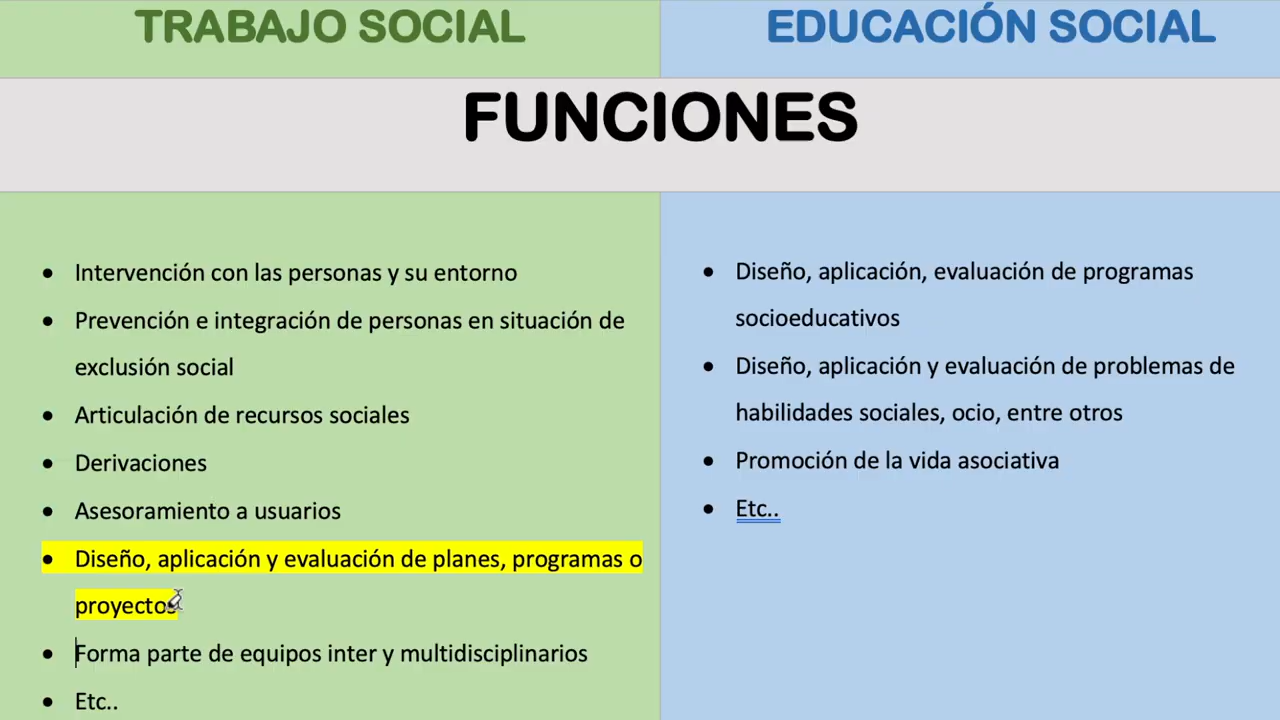 TRABAJO SOCIAL
EDUCACIÓN SOCIAL
FUNCIONES
• Intervención con las personas y su entorno
• Prevención e integración de personas en situación de
exclusión social
• Articulación de recursos sociales
• Derivaciones
• Asesoramiento a usuarios
• Diseño, aplicación y evaluación de planes, programas o
proyectos
• Forma parte de equipos inter y multidisciplinarios
• Etc..
• Diseño, aplicación, evaluación de programas
socioeducativos
• Diseño, aplicación y evaluación de problemas de
habilidades sociales, ocio, entre otros
• Promoción de la vida asociativa
• Etc..